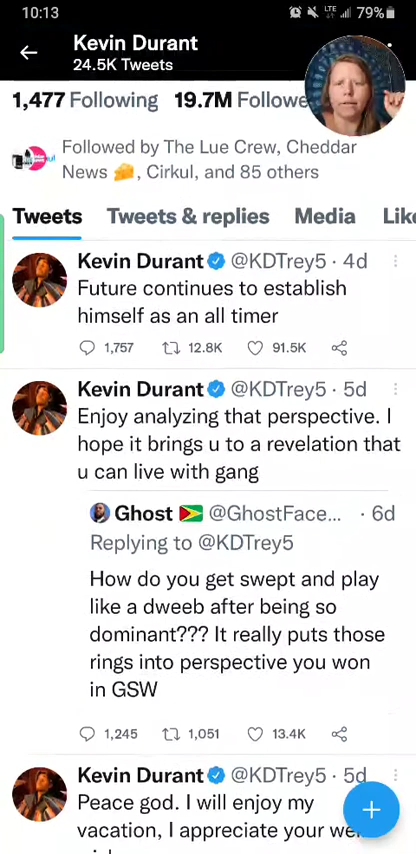 10:13
LTE
79%
Kevin Durant
24.5K Tweets
1,477 Following 19.7M Followe
Followed by The Lue Crew, Cheddar
News 🧀, Cirkul, and 85 others
Tweets Tweets & replies Media Like
Kevin Durant @KDTrey5 · 4d
Future continues to establish
himself as an all timer
1,757 12.8K 91.5K
Kevin Durant @KDTrey5 · 5d
Enjoy analyzing that perspective. I
hope it brings u to a revelation that
u can live with gang
Ghost 🇬🇾 @GhostFace... · 6d
Replying to @KDTrey5
How do you get swept and play
like a dweeb after being so
dominant??? It really puts those
rings into perspective you won
in GSW
1,245 1,051 13.4K
Kevin Durant @KDTrey5 · 5d
Peace god. I will enjoy my
vacation, I appreciate your